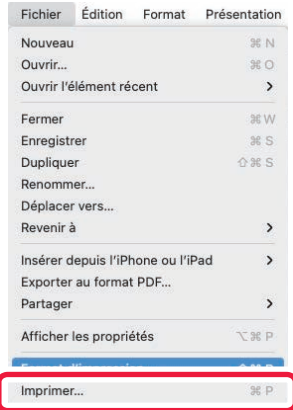 Fichier Édition Format Présentation
Nouveau ⌘ N
Ouvrir... ⌘ O
Ouvrir l'élément récent >
Fermer ⌘ W
Enregistrer ⌘ S
Dupliquer ⇧ ⌘ S
Renommer...
Déplacer vers...
Revenir à >
Insérer depuis l'iPhone ou l'iPad >
Exporter au format PDF...
Partager >
Afficher les propriétés ⌥ ⌘ P
Imprimer... ⌘ P